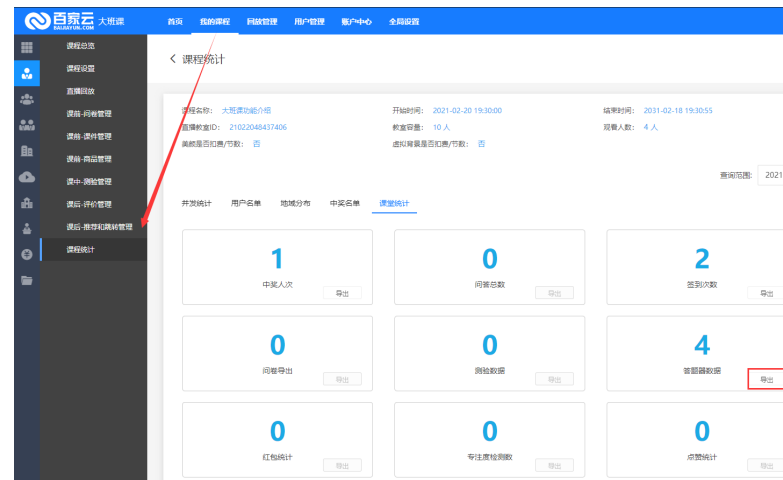 百家云 大班课 首页 我的课程 回放管理 用户管理 账户中心 全局设置
BAIJIAYUN.COM
课程总览
课程设置
直播回放
课前-问卷管理
课前-课件管理
课前-商品管理
课中-测验管理
课后-评价管理
课后-推荐和跳转管理
课程统计
课程统计
课程名称: 大班课功能介绍 开始时间: 2021-02-20 19:30:00 结束时间: 2031-02-18 19:30:55
直播教室ID: 21022048437406 教室容量: 10 人 观看人数: 4 人
美颜是否扣费/节数: 否 虚拟背景是否扣费/节数: 否
查询范围: 2021
并发统计 用户名单 地域分布 中奖名单 课堂统计
1 0 2
中奖人次 问答总数 签到次数
导出 导出 导出
0 0 4
问卷导出 测验数据 答题器数据
导出 导出 导出
0 0 0
红包统计 专注度检测数 点赞统计
导出 导出 导出